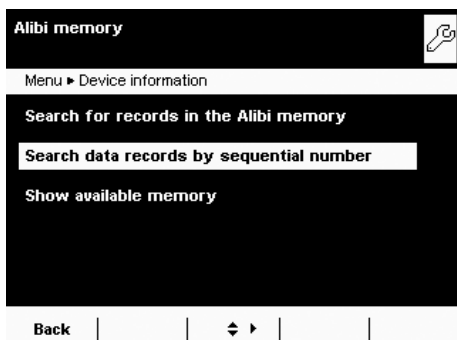 Alibi memory
Menu ▸ Device information
Search for records in the Alibi memory
Search data records by sequential number
Show available memory
Back